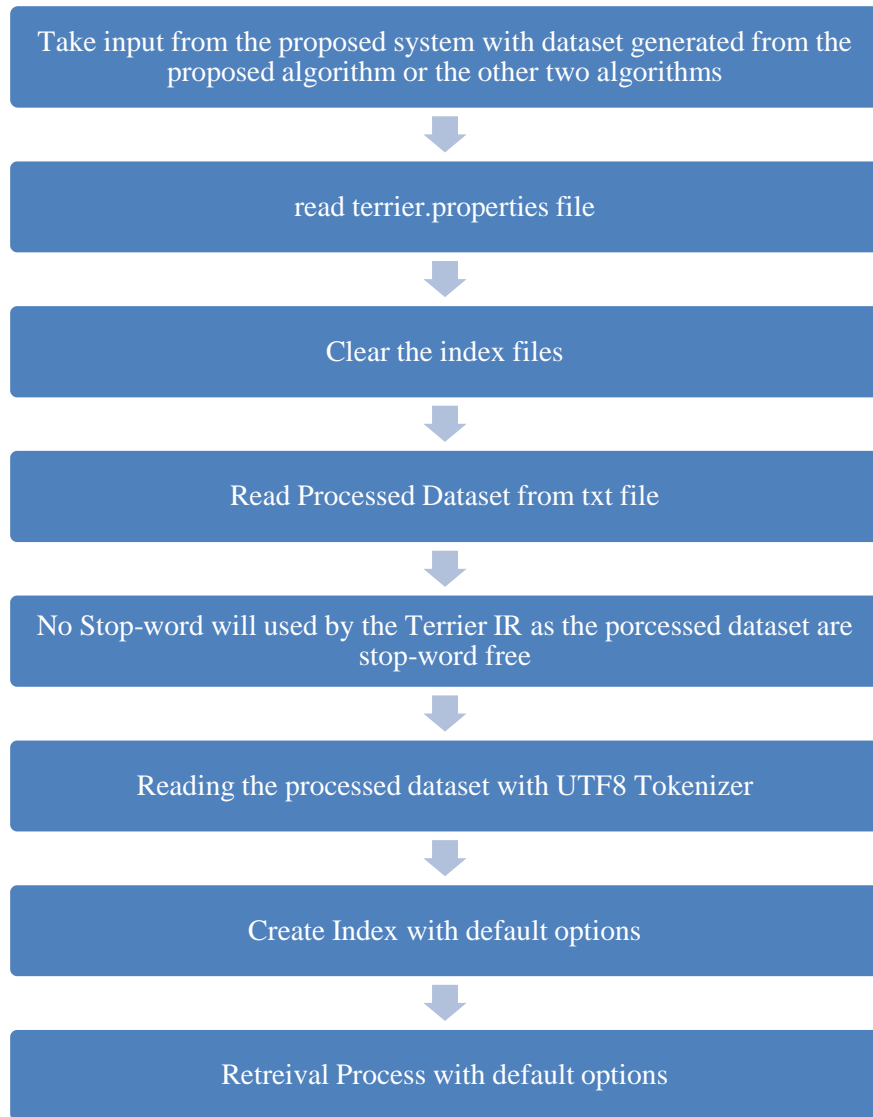 Take input from the proposed system with dataset generated from the
proposed algorithm or the other two algorithms
read terrier.properties file
Clear the index files
Read Processed Dataset from txt file
No Stop-word will used by the Terrier IR as the porcessed dataset are
stop-word free
Reading the processed dataset with UTF8 Tokenizer
Create Index with default options
Retreival Process with default options